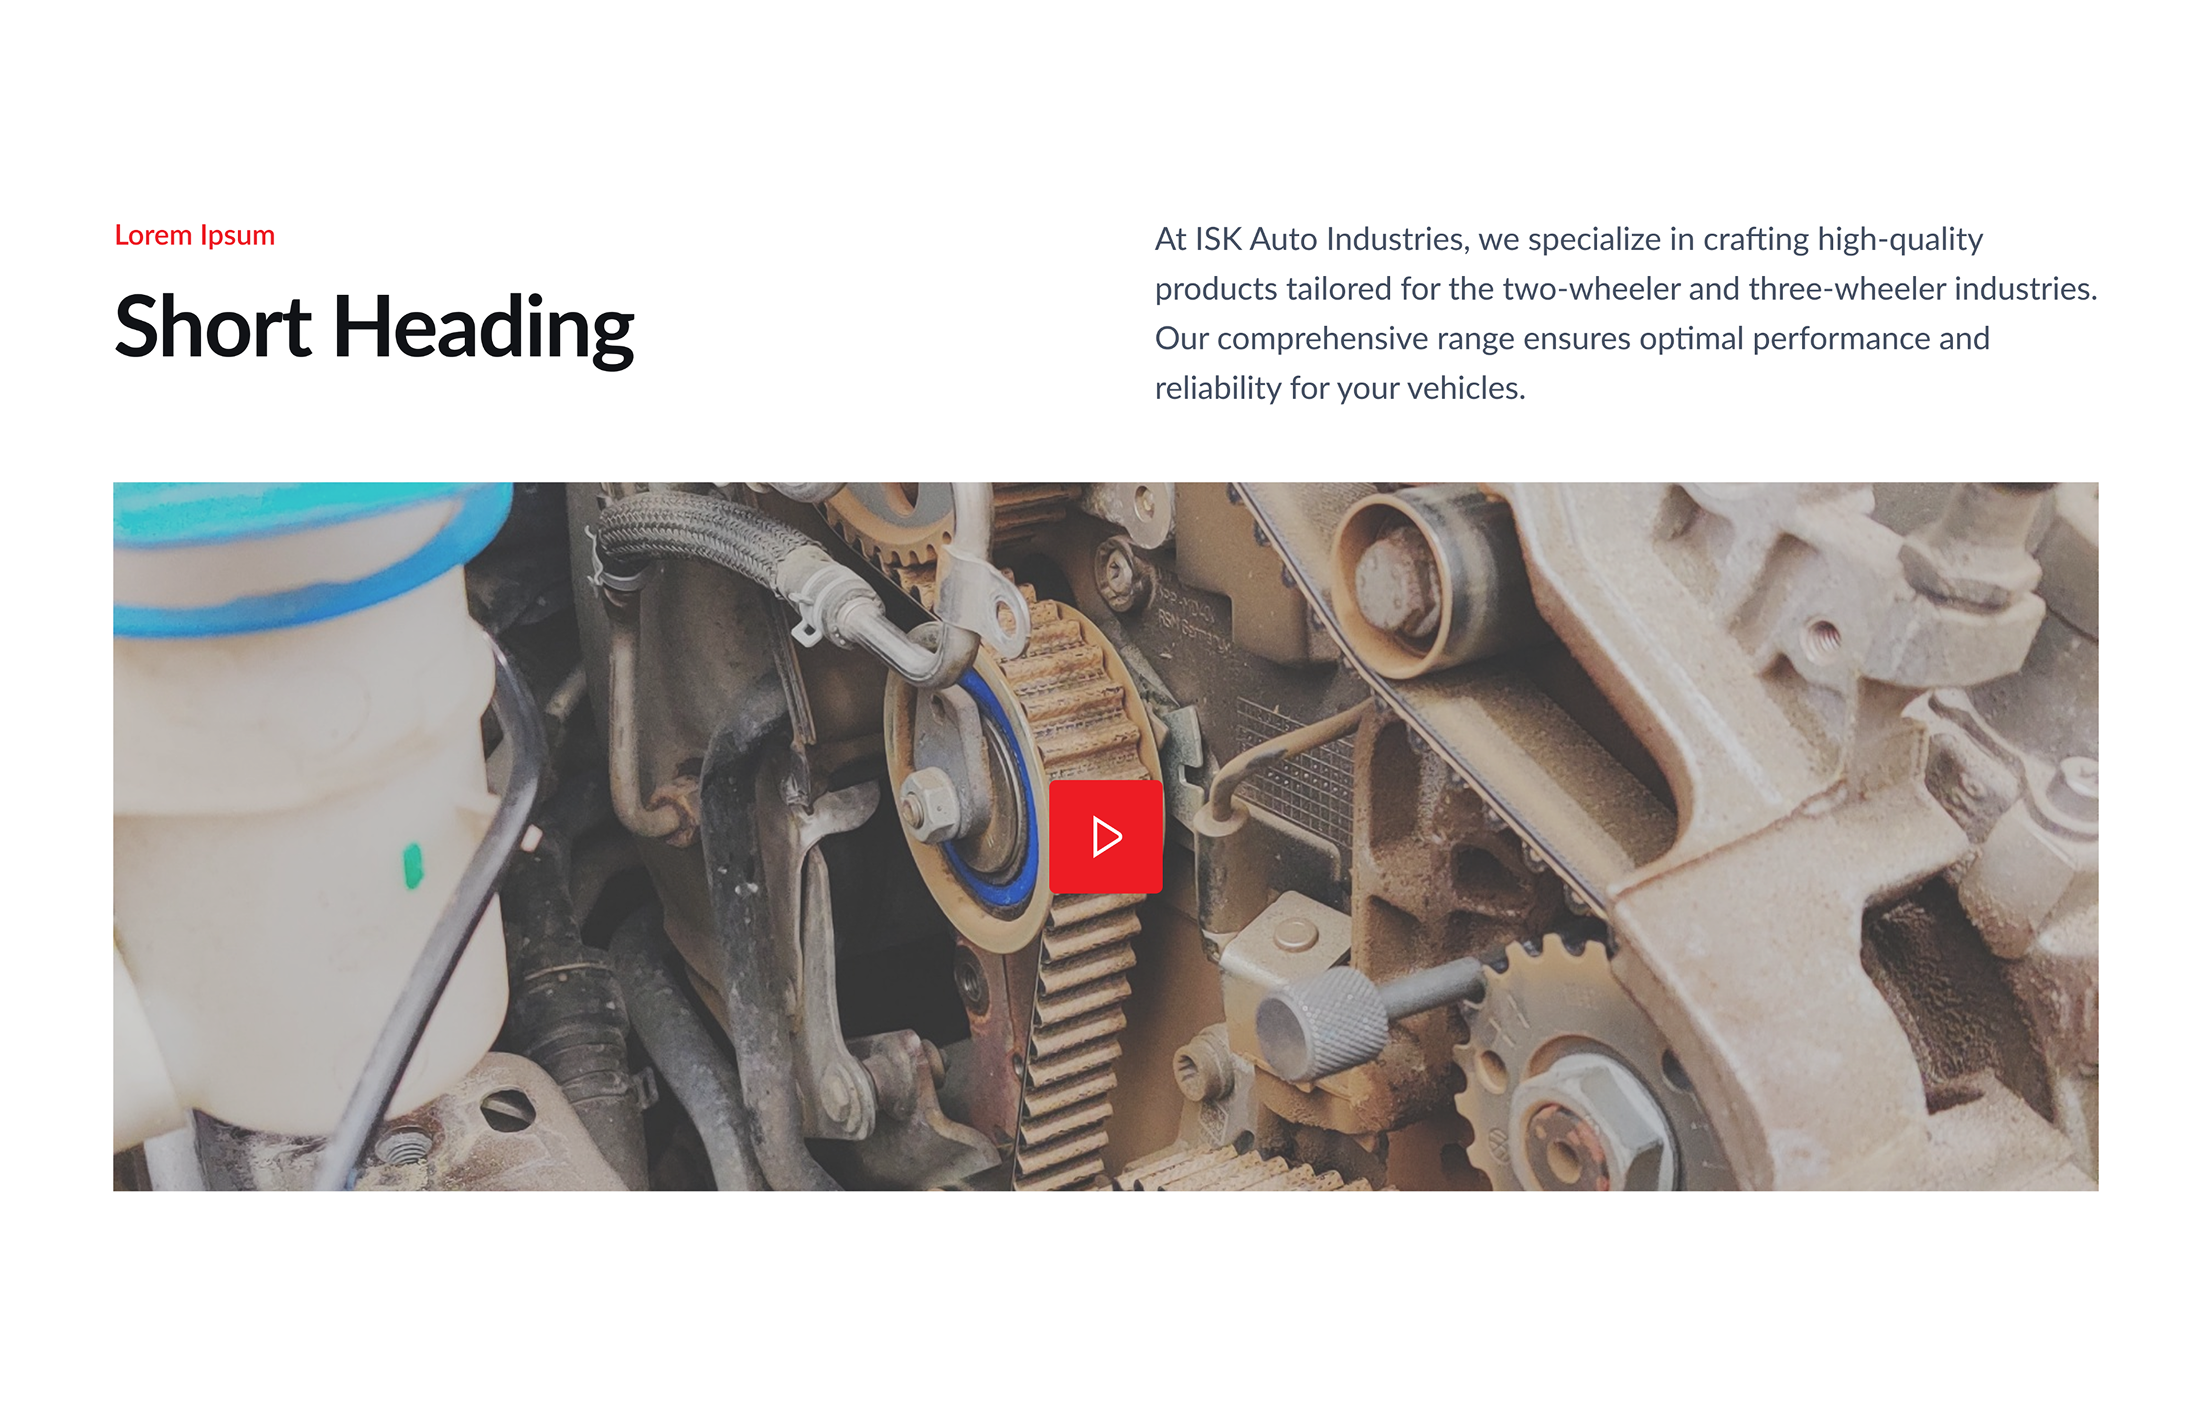 Lorem Ipsum
Short Heading
At ISK Auto Industries, we specialize in crafting high-quality
products tailored for the two-wheeler and three-wheeler industries.
Our comprehensive range ensures optimal performance and
reliability for your vehicles.